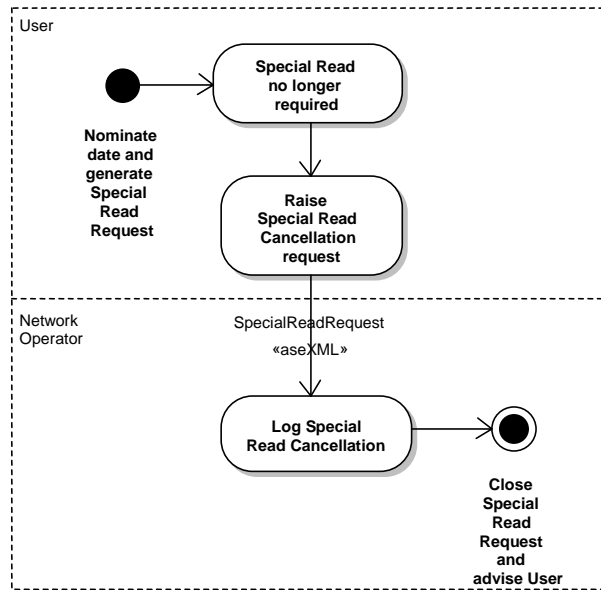 User
Special Read
no longer
required
Nominate
date and
generate
Special
Read
Request
Raise
Special Read
Cancellation
request
Network
Operator
SpecialReadRequest
«aseXML»
Log Special
Read Cancellation
Close
Special
Read
Request
and
advise User